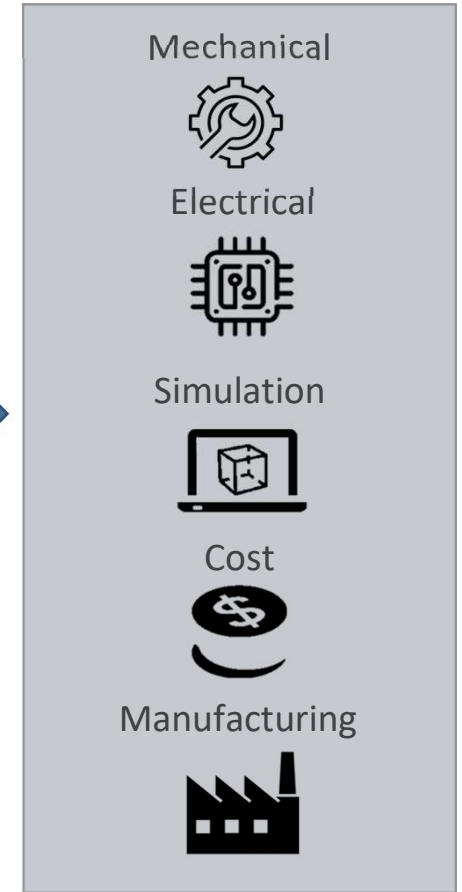 Mechanical
Electrical
Simulation
Cost
$
Manufacturing